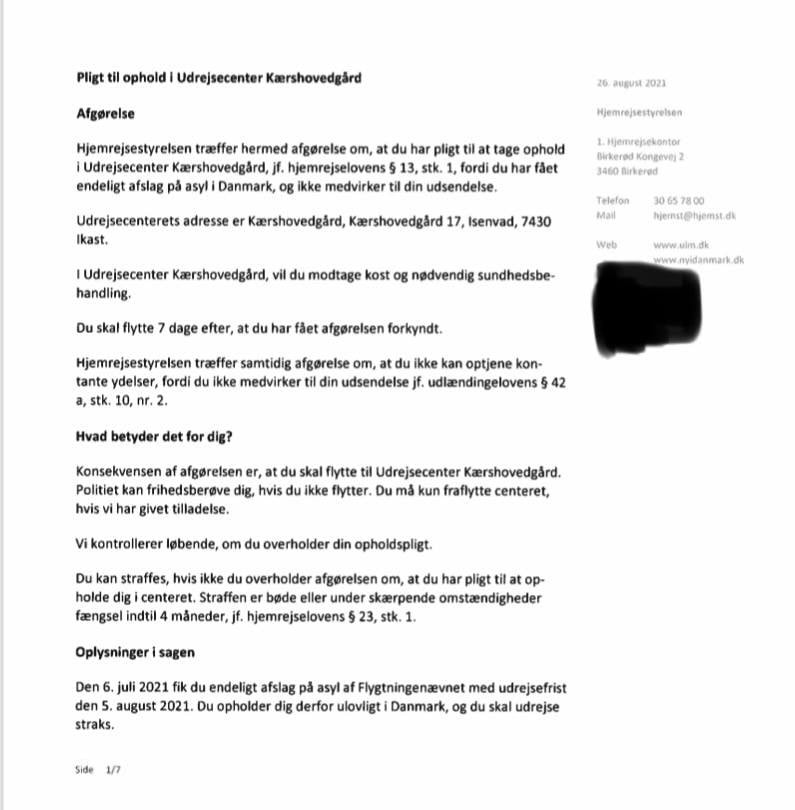 Pligt til ophold i Udrejsecenter Kærshovedgård
Afgørelse
Hjemrejsestyrelsen træffer hermed afgørelse om, at du har pligt til at tage ophold
i Udrejsecenter Kærshovedgård, jf. hjemrejselovens § 13, stk. 1, fordi du har fået
endeligt afslag på asyl i Danmark, og ikke medvirker til din udsendelse.
Udrejsecenterets adresse er Kærshovedgård, Kærshovedgård 17, Isenvad, 7430
Ikast.
I Udrejsecenter Kærshovedgård, vil du modtage kost og nødvendig sundhedsbe-
handling.
Du skal flytte 7 dage efter, at du har fået afgørelsen forkyndt.
Hjemrejsestyrelsen træffer samtidig afgørelse om, at du ikke kan optjene kon-
tante ydelser, fordi du ikke medvirker til din udsendelse jf. udlændingelovens § 42
a, stk. 10, nr. 2.
Hvad betyder det for dig?
Konsekvensen af afgørelsen er, at du skal flytte til Udrejsecenter Kærshovedgård.
Politiet kan frihedsberøve dig, hvis du ikke flytter. Du må kun fraflytte centeret,
hvis vi har givet tilladelse.
Vi kontrollerer løbende, om du overholder din opholdspligt.
Du kan straffes, hvis ikke du overholder afgørelsen om, at du har pligt til at op-
holde dig i centeret. Straffen er bøde eller under skærpende omstændigheder
fængsel indtil 4 måneder, jf. hjemrejselovens § 23, stk. 1.
Oplysninger i sagen
Den 6. juli 2021 fik du endeligt afslag på asyl af Flygtningenævnet med udrejsefrist
den 5. august 2021. Du opholder dig derfor ulovligt i Danmark, og du skal udrejse
straks.
Side 1/7
26. august 2021
Hjemrejsestyrelsen
1. Hjemrejsekontor
Birkerød Kongevej 2
3460 Birkerød
Telefon 30 65 78 00
Mail hjemst@hjemst.dk
Web www.uim.dk
www.nyidanmark.dk